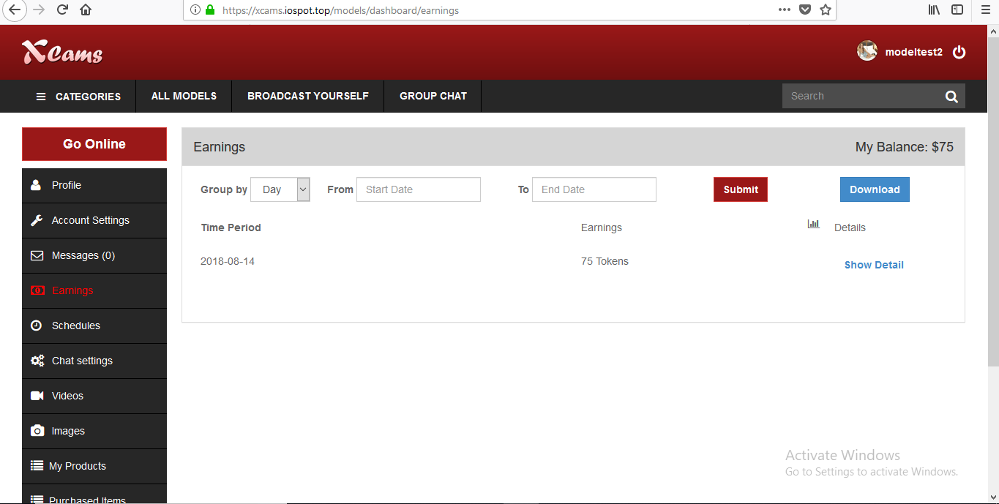 https://xcams.iospot.top/models/dashboard/earnings
XCams
modeltest2
CATEGORIES
ALL MODELS
BROADCAST YOURSELF
GROUP CHAT
Search
Go Online
Profile
Account Settings
Messages (0)
Earnings
Schedules
Chat settings
Videos
Images
My Products
Purchased Items
Earnings
My Balance: $75
Group by Day From Start Date To End Date Submit Download
Time Period Earnings Details
2018-08-14 75 Tokens Show Detail
Activate Windows
Go to Settings to activate Windows.